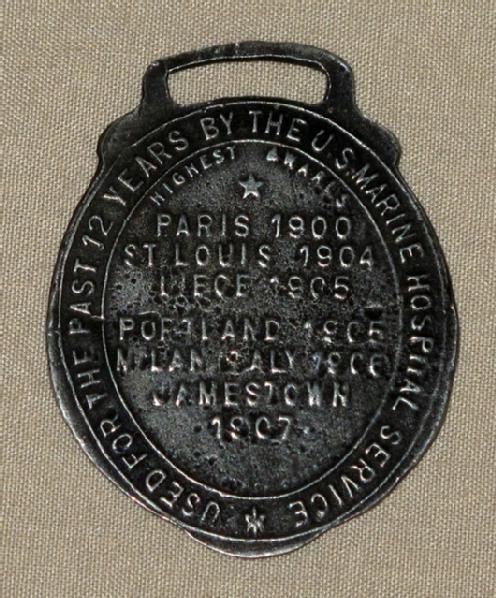 USED FOR THE PAST 12 YEARS BY THE U.S. MARINE HOSPITAL SERVICE
HIGHEST AWARDS
PARIS 1900
ST. LOUIS 1904
LIEGE 1905
PORTLAND 1905
MILAN ITALY 1906
JAMESTOWN
1907